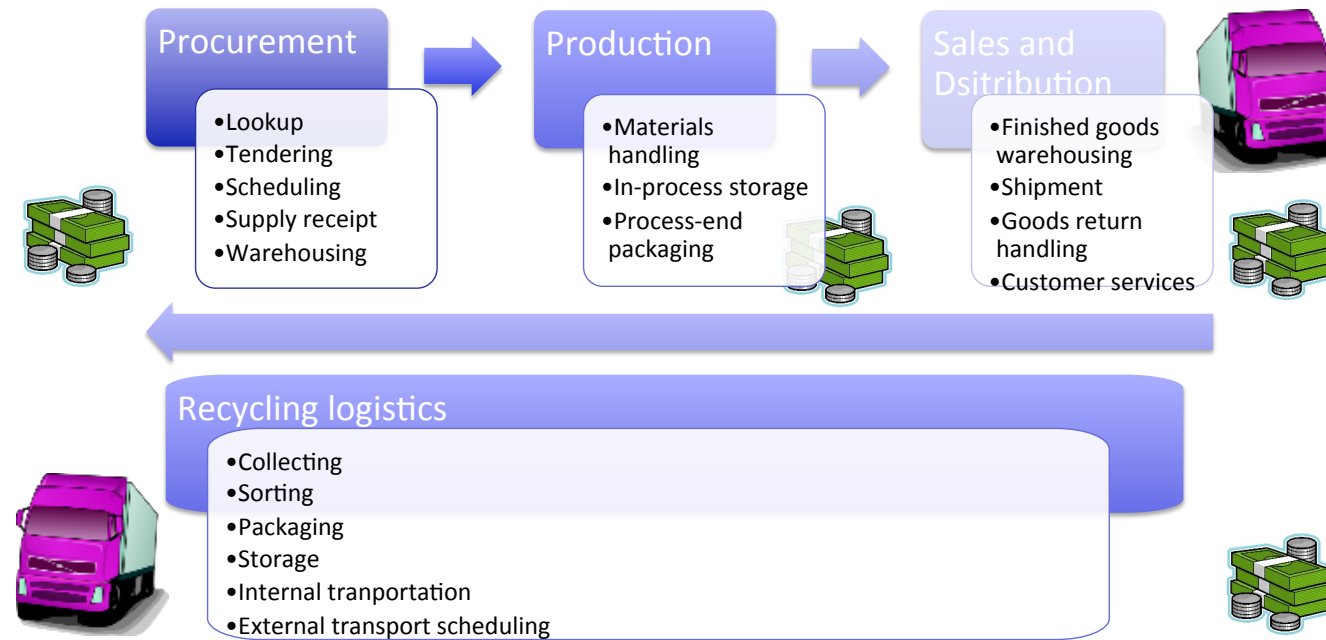 Procurement
•Lookup
•Tendering
•Scheduling
•Supply receipt
•Warehousing
Production
•Materials
handling
•In-process storage
•Process-end
packaging
Sales and
Dsitribution
•Finished goods
warehousing
•Shipment
•Goods return
handling
•Customer services
Recycling logistics
•Collecting
•Sorting
•Packaging
•Storage
•Internal tranportation
•External transport scheduling